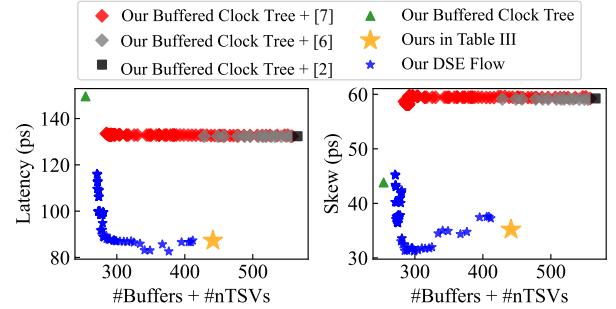 Our Buffered Clock Tree + [7]
Our Buffered Clock Tree + [6]
Our Buffered Clock Tree + [2]
Our Buffered Clock Tree
Ours in Table III
Our DSE Flow
Latency (ps)
140
120
100
80
300 400 500
#Buffers + #nTSVs
Skew (ps)
60
50
40
30
300 400 500
#Buffers + #nTSVs